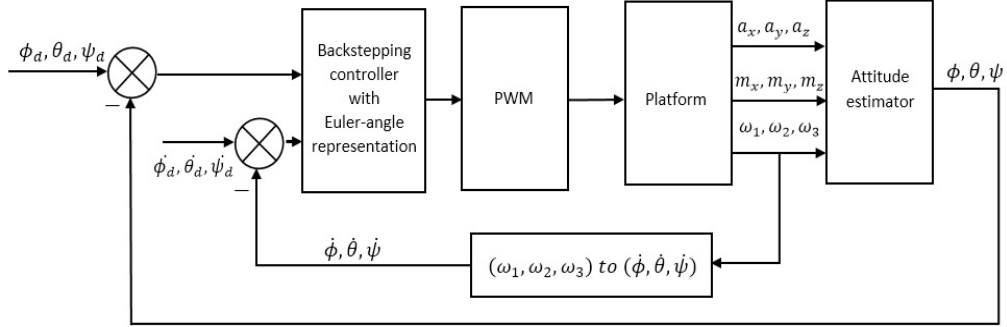 ϕ_d, θ_d, ψ_d
−
Backstepping
controller
with
Euler-angle
representation
ϕ̇_d, θ̇_d, ψ̇_d
−
PWM
Platform
a_x, a_y, a_z
m_x, m_y, m_z
ω_1, ω_2, ω_3
Attitude
estimator
ϕ, θ, ψ
ϕ̇, θ̇, ψ̇
(ω_1, ω_2, ω_3) to (ϕ̇, θ̇, ψ̇)